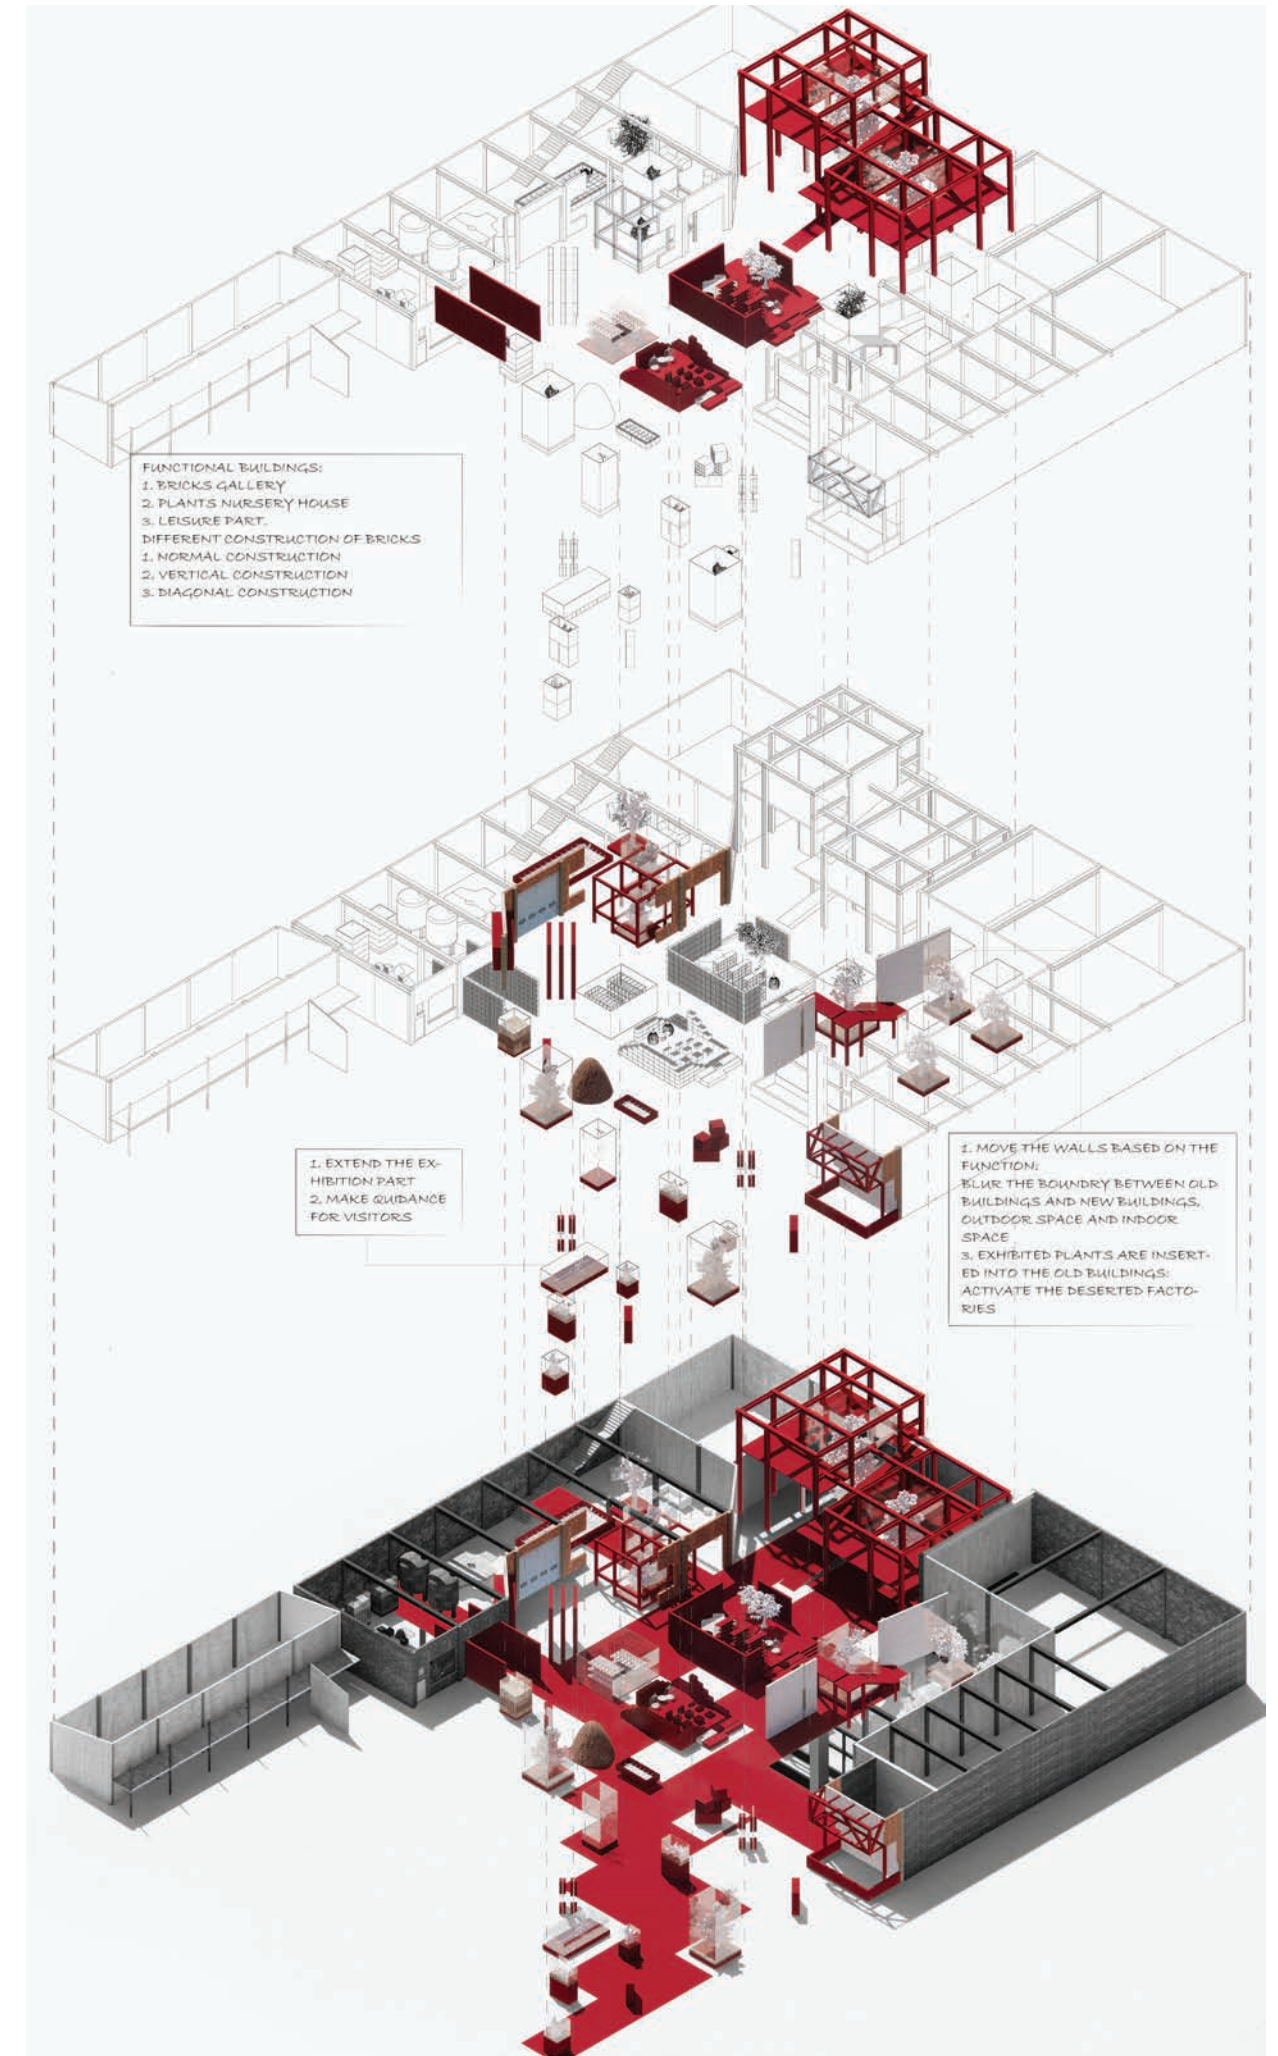 FUNCTIONAL BUILDINGS:
1. BRICKS GALLERY
2. PLANTS NURSERY HOUSE
3. LEISURE PART.
DIFFERENT CONSTRUCTION OF BRICKS
1. NORMAL CONSTRUCTION
2. VERTICAL CONSTRUCTION
3. DIAGONAL CONSTRUCTION
1. EXTEND THE EX-
HIBITION PART
2. MAKE QUIDANCE
FOR VISITORS
1. MOVE THE WALLS BASED ON THE
FUNCTION:
BLUR THE BOUNDRY BETWEEN OLD
BUILDINGS AND NEW BUILDINGS,
OUTDOOR SPACE AND INDOOR
SPACE
3. EXHIBITED PLANTS ARE INSERT-
ED INTO THE OLD BUILDINGS:
ACTIVATE THE DESERTED FACTO-
RIES